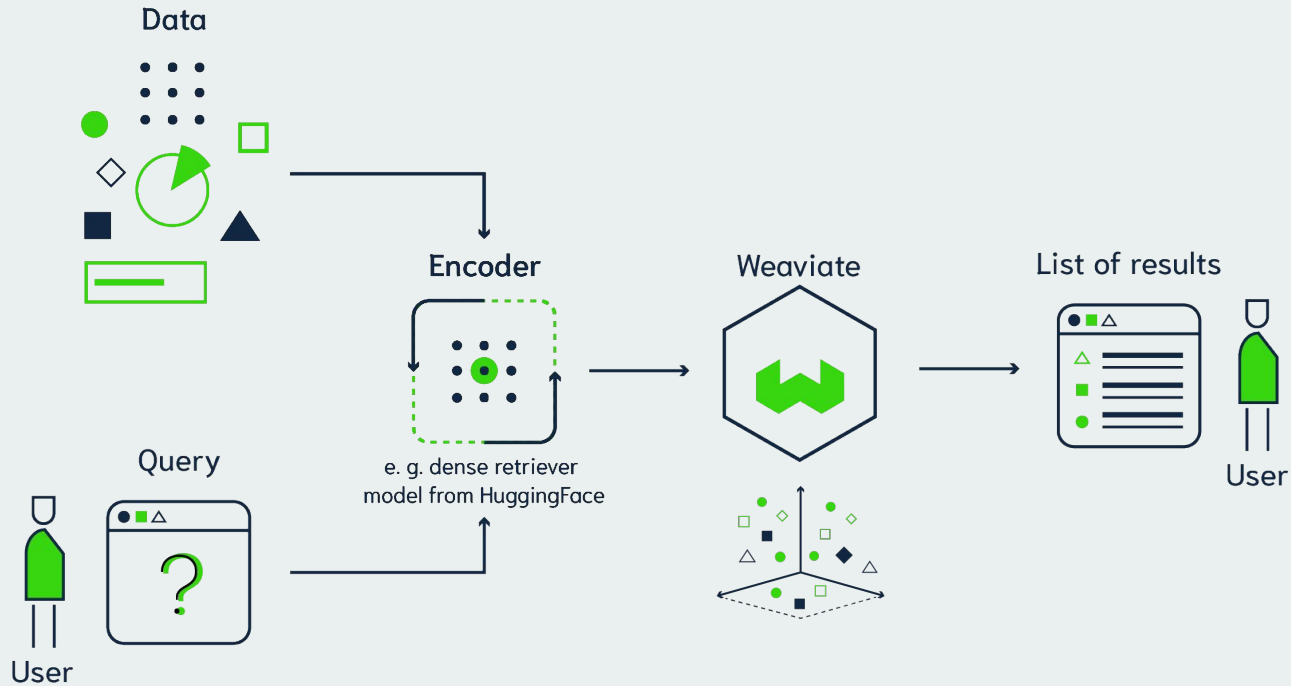 Data
Encoder
e. g. dense retriever
model from HuggingFace
Query
?
User
Weaviate
List of results
User